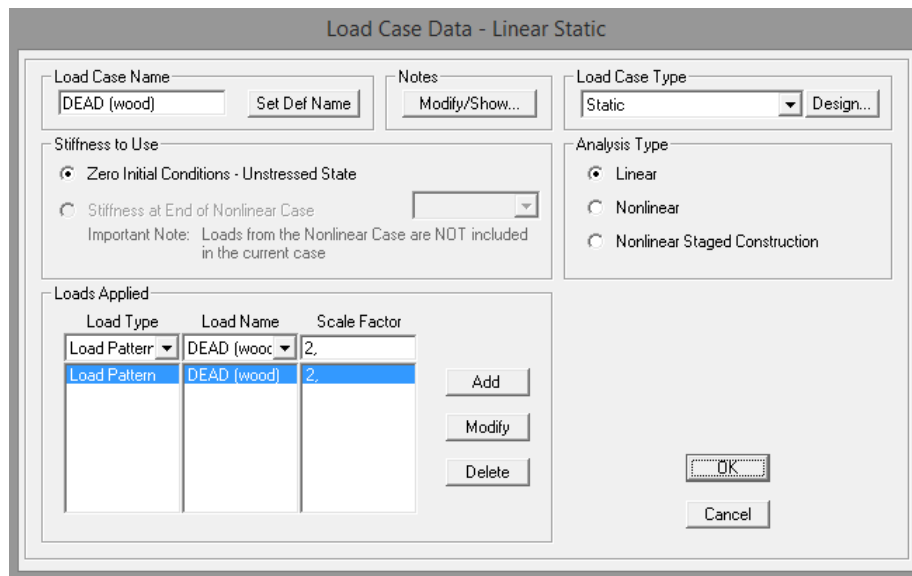 Load Case Data - Linear Static
Load Case Name
DEAD (wood)
Set Def Name
Notes
Modify/Show...
Load Case Type
Static
Design...
Stiffness to Use
Zero Initial Conditions - Unstressed State
Stiffness at End of Nonlinear Case
Important Note: Loads from the Nonlinear Case are NOT included
in the current case
Analysis Type
Linear
Nonlinear
Nonlinear Staged Construction
Loads Applied
Load Type Load Name Scale Factor
Load Pattern DEAD (wood 2,
Load Pattern DEAD (wood) 2,
Add
Modify
Delete
OK
Cancel